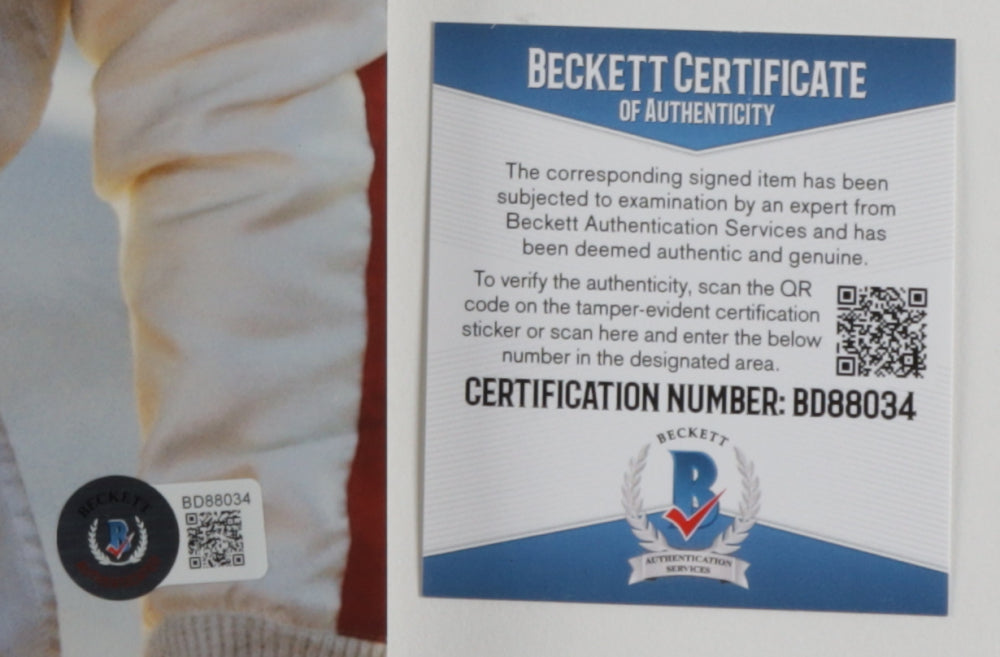 BECKETT
BD88034
BECKETT CERTIFICATE
OF AUTHENTICITY
The corresponding signed item has been
subjected to examination by an expert from
Beckett Authentication Services and has
been deemed authentic and genuine.
To verify the authenticity, scan the QR
code on the tamper-evident certification
sticker or scan here and enter the below
number in the designated area.
CERTIFICATION NUMBER: BD88034
BECKETT
B
AUTHENTICATION
SERVICES